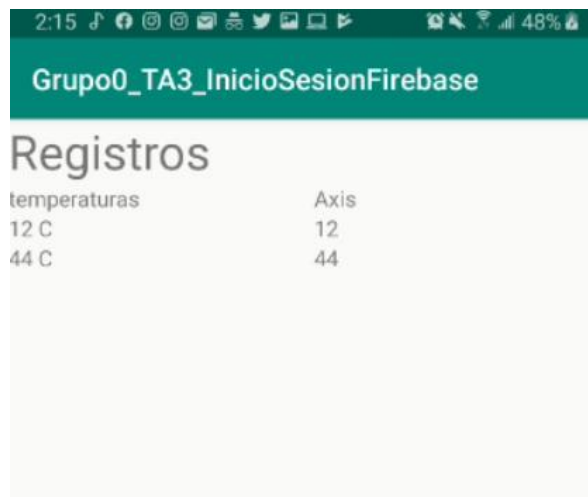 2:15 48%
Grupo0_TA3_InicioSesionFirebase
Registros
temperaturas Axis
12 C 12
44 C 44